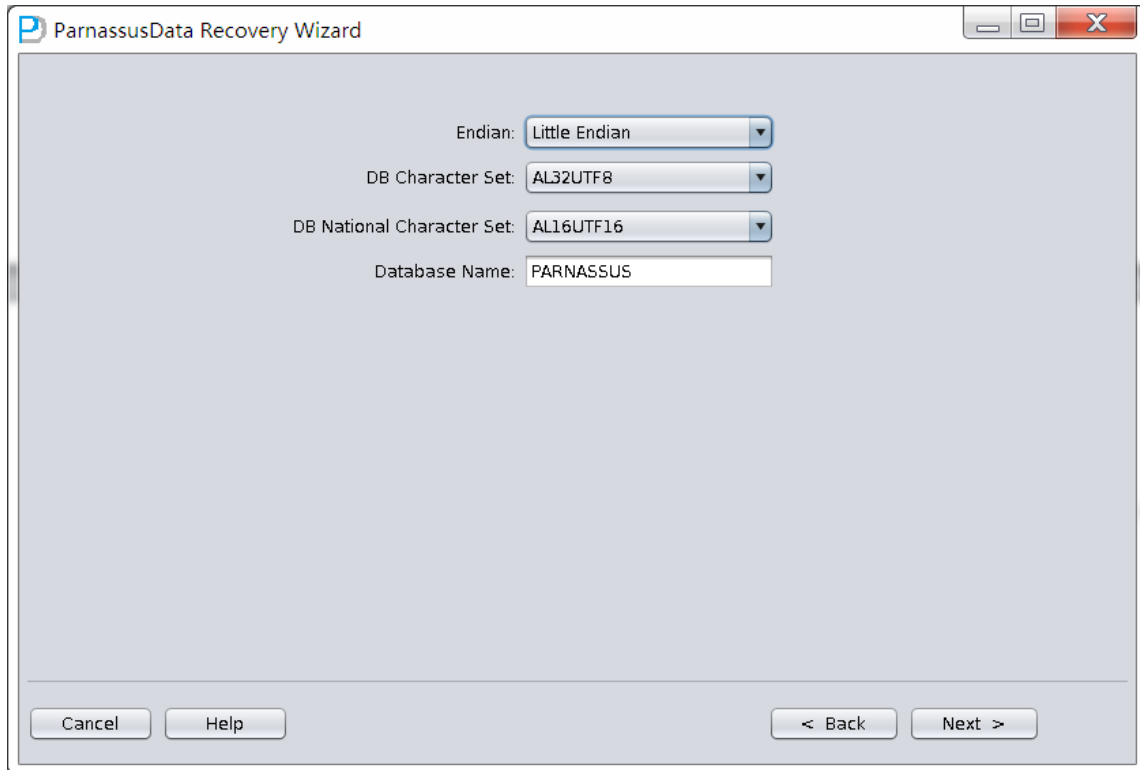 ParnassusData Recovery Wizard
Endian: Little Endian
DB Character Set: AL32UTF8
DB National Character Set: AL16UTF16
Database Name: PARNASSUS
Cancel Help < Back Next >